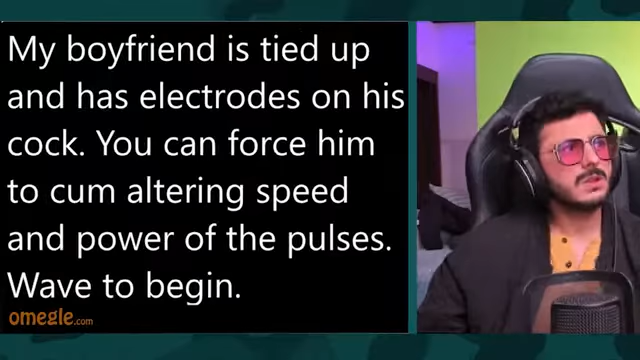 My boyfriend is tied up
and has electrodes on his
cock. You can force him
to cum altering speed
and power of the pulses.
Wave to begin.
omegle.com